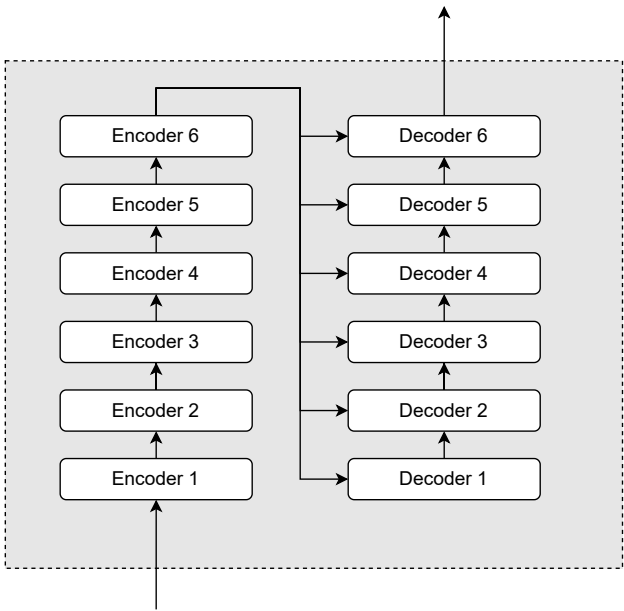 Encoder 6
Encoder 5
Encoder 4
Encoder 3
Encoder 2
Encoder 1
Decoder 6
Decoder 5
Decoder 4
Decoder 3
Decoder 2
Decoder 1